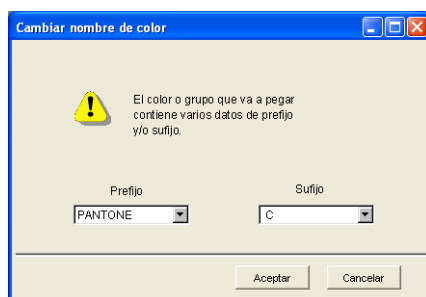 Cambiar nombre de color
El color o grupo que va a pegar
contiene varios datos de prefijo
y/o sufijo.
Prefijo Sufijo
PANTONE C
Aceptar Cancelar